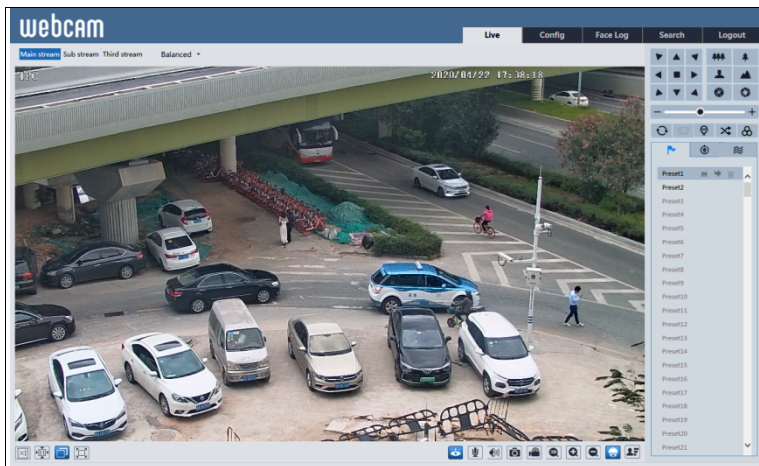 webcam
Live Config Face Log Search Logout
Main stream Sub stream Third stream Balanced
IPC 2020/04/22 17:38:18
Preset1
Preset2
Preset3
Preset4
Preset5
Preset6
Preset7
Preset8
Preset9
Preset10
Preset11
Preset12
Preset13
Preset14
Preset15
Preset16
Preset17
Preset18
Preset19
Preset20
Preset21